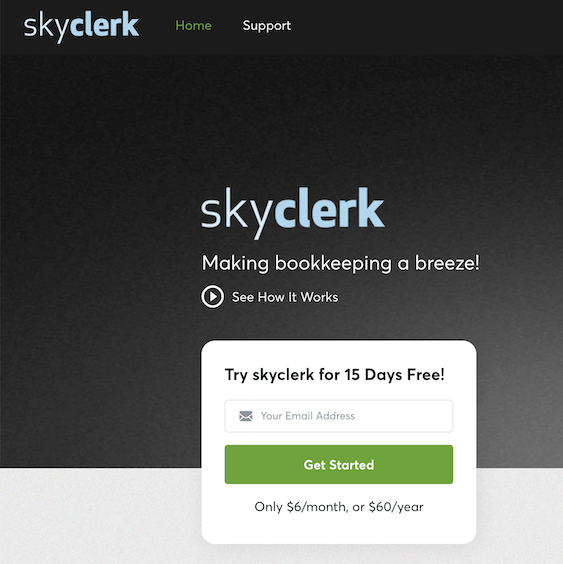 skyclerk Home Support
skyclerk
Making bookkeeping a breeze!
See How It Works
Try skyclerk for 15 Days Free!
Your Email Address
Get Started
Only $6/month, or $60/year